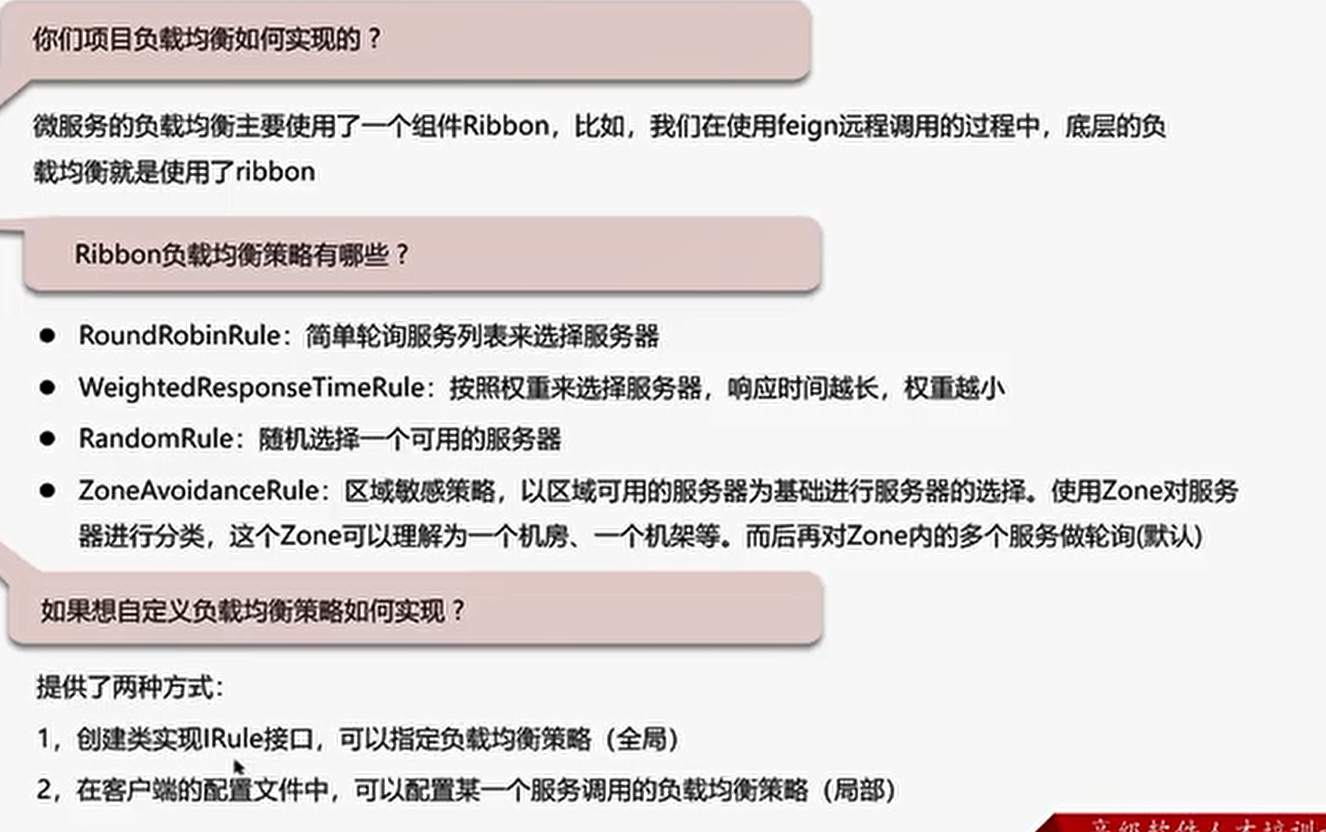 你们项目负载均衡如何实现的？
微服务的负载均衡主要使用了一个组件Ribbon，比如，我们在使用feign远程调用的过程中，底层的负
载均衡就是使用了ribbon
Ribbon负载均衡策略有哪些？
● RoundRobinRule：简单轮询服务列表来选择服务器
● WeightedResponseTimeRule：按照权重来选择服务器，响应时间越长，权重越小
● RandomRule：随机选择一个可用的服务器
● ZoneAvoidanceRule：区域敏感策略，以区域可用的服务器为基础进行服务器的选择。使用Zone对服务
器进行分类，这个Zone可以理解为一个机房、一个机架等。而后再对Zone内的多个服务做轮询(默认)
如果想自定义负载均衡策略如何实现？
提供了两种方式：
1，创建类实现IRule接口，可以指定负载均衡策略（全局）
2，在客户端的配置文件中，可以配置某一个服务调用的负载均衡策略（局部）
高级软件人才培训